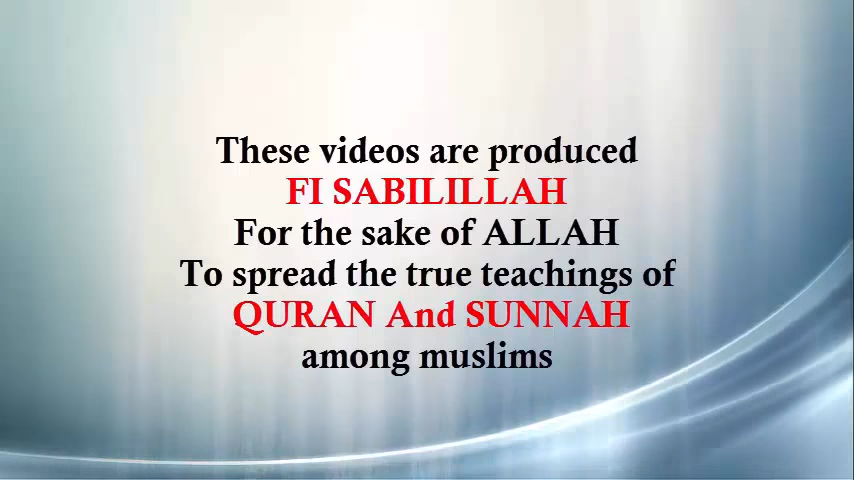 These videos are produced
FI SABILILLAH
For the sake of ALLAH
To spread the true teachings of
QURAN And SUNNAH
among muslims